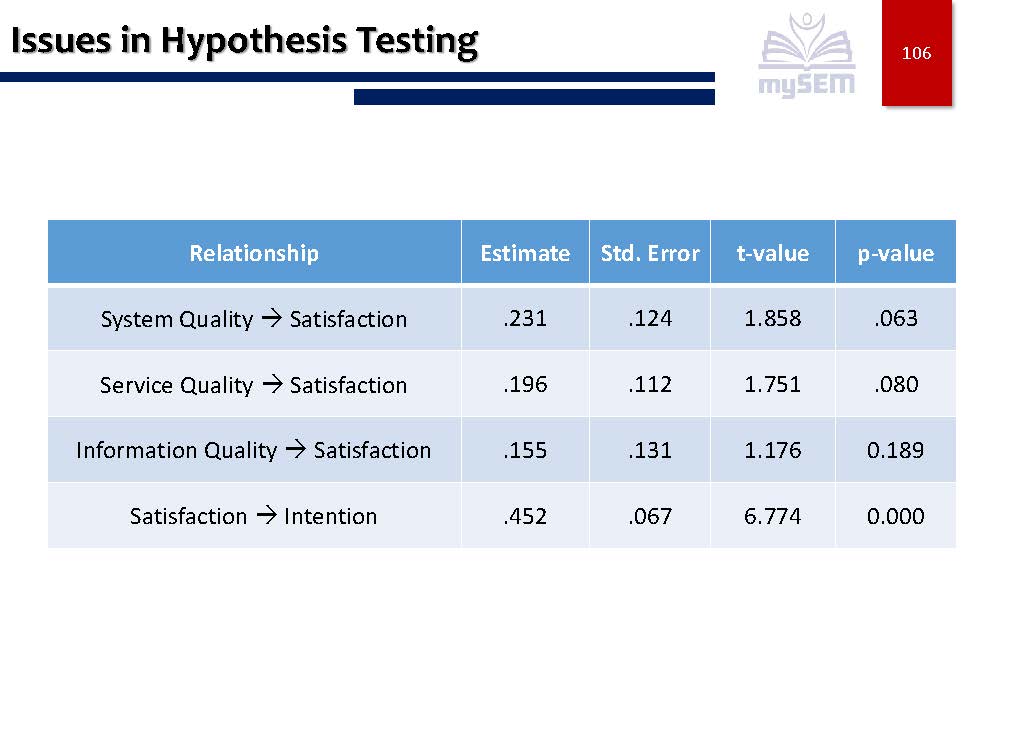 Issues in Hypothesis Testing
mySEM
106
Relationship Estimate Std. Error t-value p-value
System Quality → Satisfaction .231 .124 1.858 .063
Service Quality → Satisfaction .196 .112 1.751 .080
Information Quality → Satisfaction .155 .131 1.176 0.189
Satisfaction → Intention .452 .067 6.774 0.000